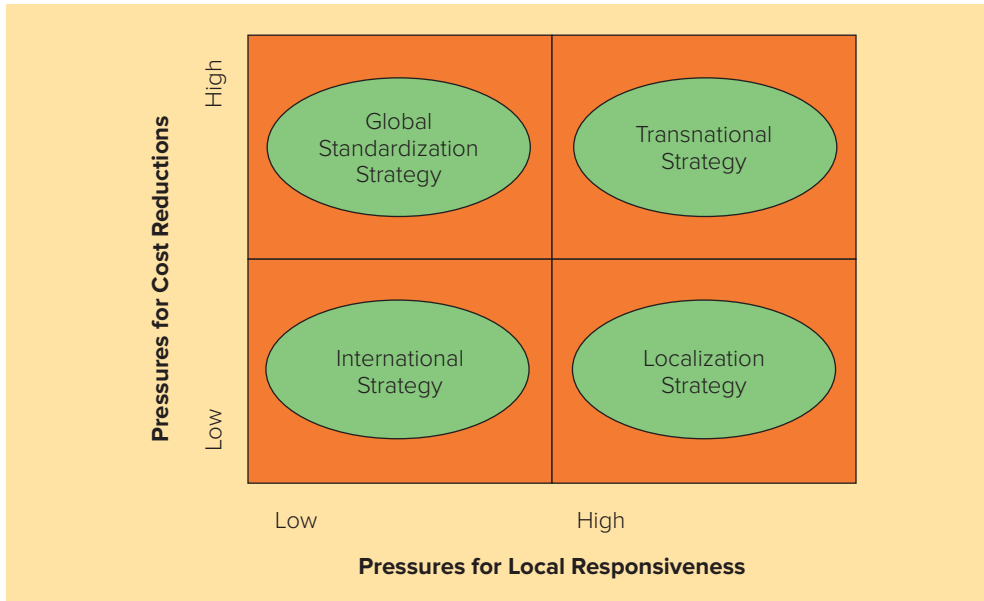 High
Global
Standardization
Strategy
Transnational
Strategy
Pressures for Cost Reductions
International
Strategy
Localization
Strategy
Low
Low
High
Pressures for Local Responsiveness